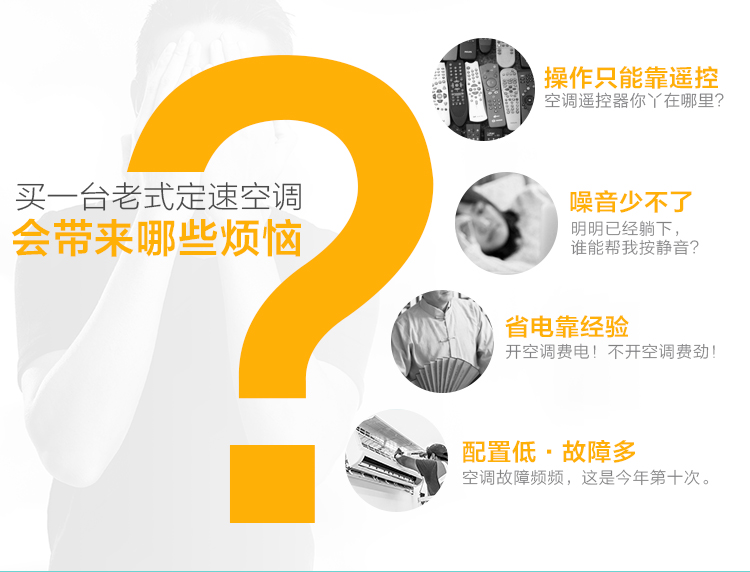 买一台老式定速空调
会带来哪些烦恼
操作只能靠遥控
空调遥控器你丫在哪里?
噪音少不了
明明已经躺下，
谁能帮我按静音?
省电靠经验
开空调费电！不开空调费劲！
配置低·故障多
空调故障频频，这是今年第十次。